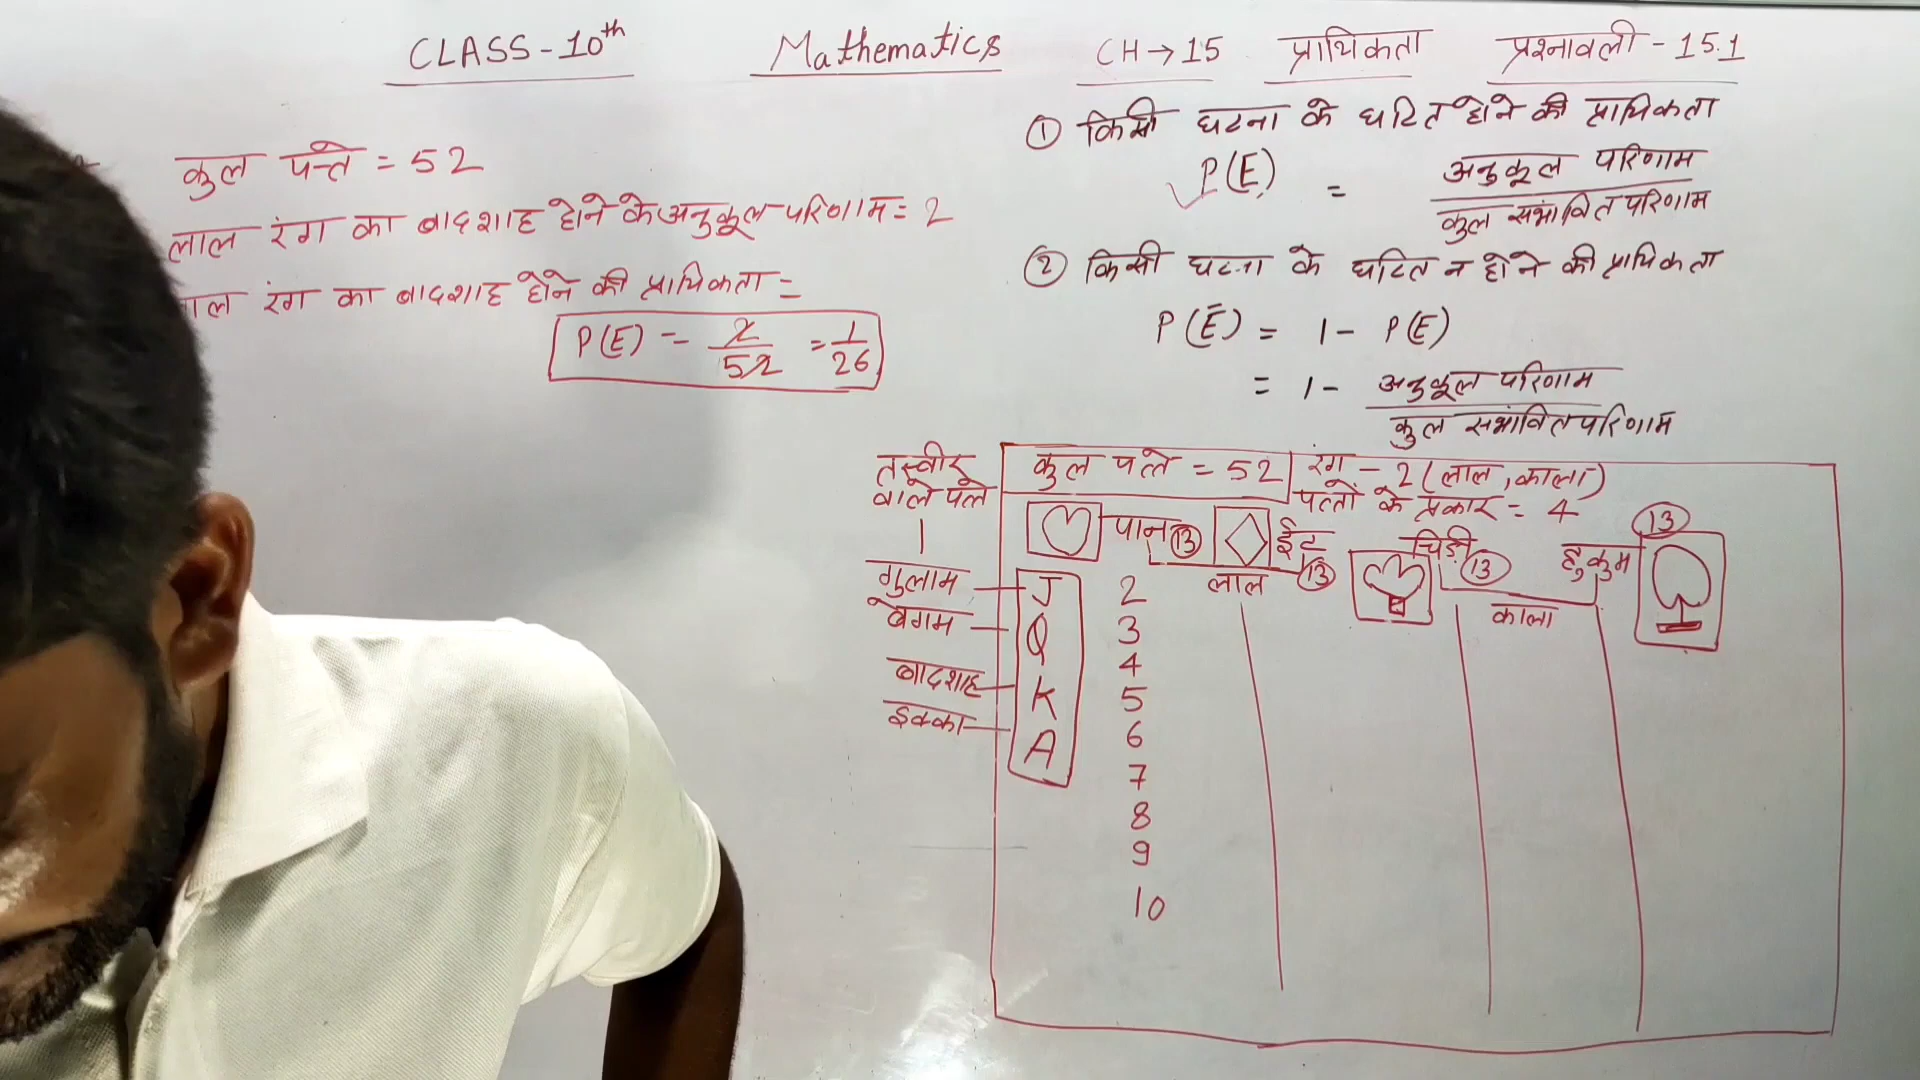 CLASS-10th Mathematics CH→15 प्रायिकता प्रश्नावली-15.1
कुल पत्ते = 52
लाल रंग का बादशाह होने के अनुकूल परिणाम = 2
लाल रंग का बादशाह होने की प्रायिकता =
P(E) = 2/52 = 1/26
① किसी घटना के घटित होने की प्रायिकता
P(E) = अनुकूल परिणाम
कुल संभावित परिणाम
② किसी घटना के घटित न होने की प्रायिकता
P(Ē) = 1 - P(E)
= 1 - अनुकूल परिणाम
कुल संभावित परिणाम
तस्वीर
वाले पत्ते
कुल पत्ते = 52
रंग - 2 (लाल, काला)
पत्तों के प्रकार = 4
पान 13
ईंट 13
लाल
चिड़ी 13
हुकुम 13
काला
गुलाम J
बेगम Q
बादशाह K
इक्का A
2
3
4
5
6
7
8
9
10